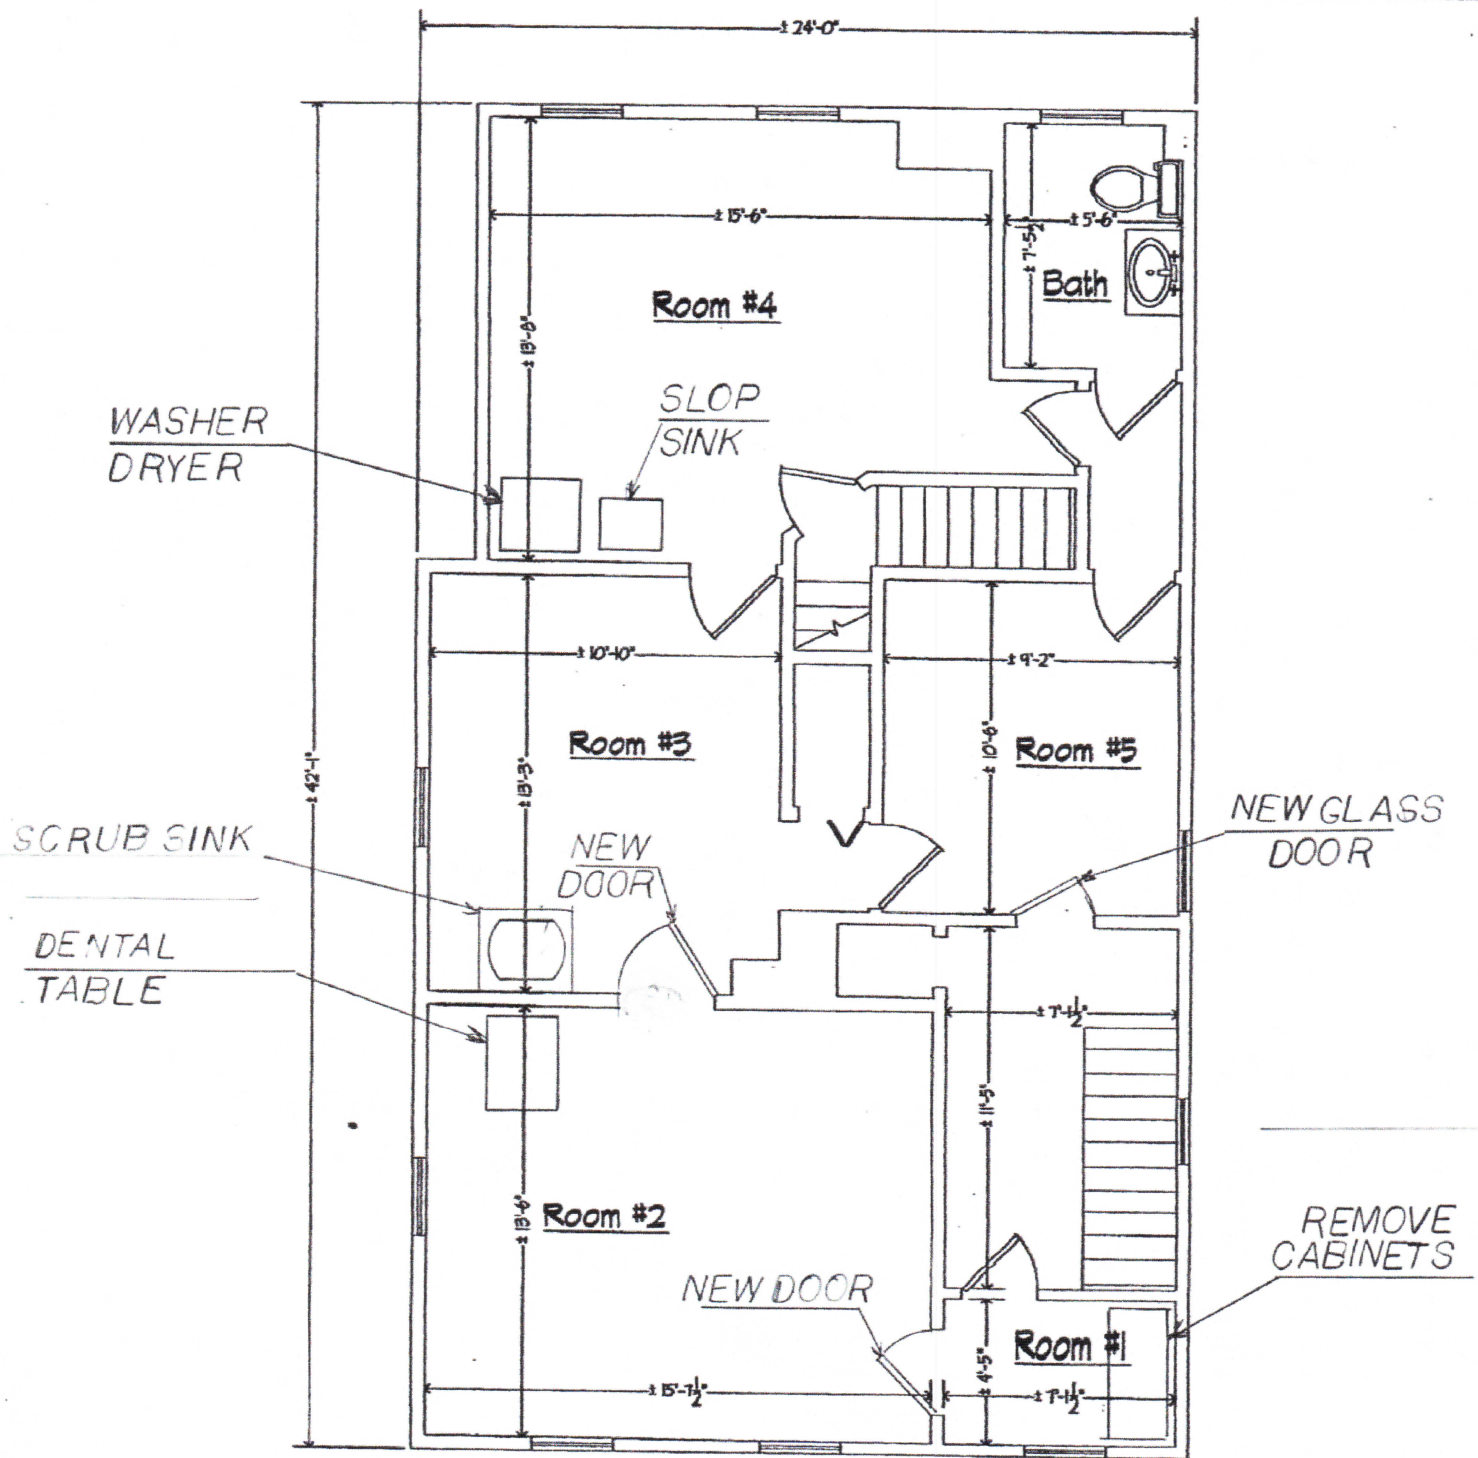 ± 24'-0"
± 15'-6"
± 5'-6"
± 7'-5½"
Bath
Room #4
± 13'-8"
SLOP
SINK
WASHER
DRYER
± 10'-10"
± 9'-2"
Room #3
Room #5
± 10'-6"
± 42'-1"
± 13'-3"
NEW GLASS
DOOR
SCRUB SINK
NEW
DOOR
DENTAL
TABLE
± 7'-1½"
± 11'-5"
Room #2
± 13'-6"
REMOVE
CABINETS
NEW DOOR
Room #1
± 4'-5"
± 15'-7½"
± 7'-1½"